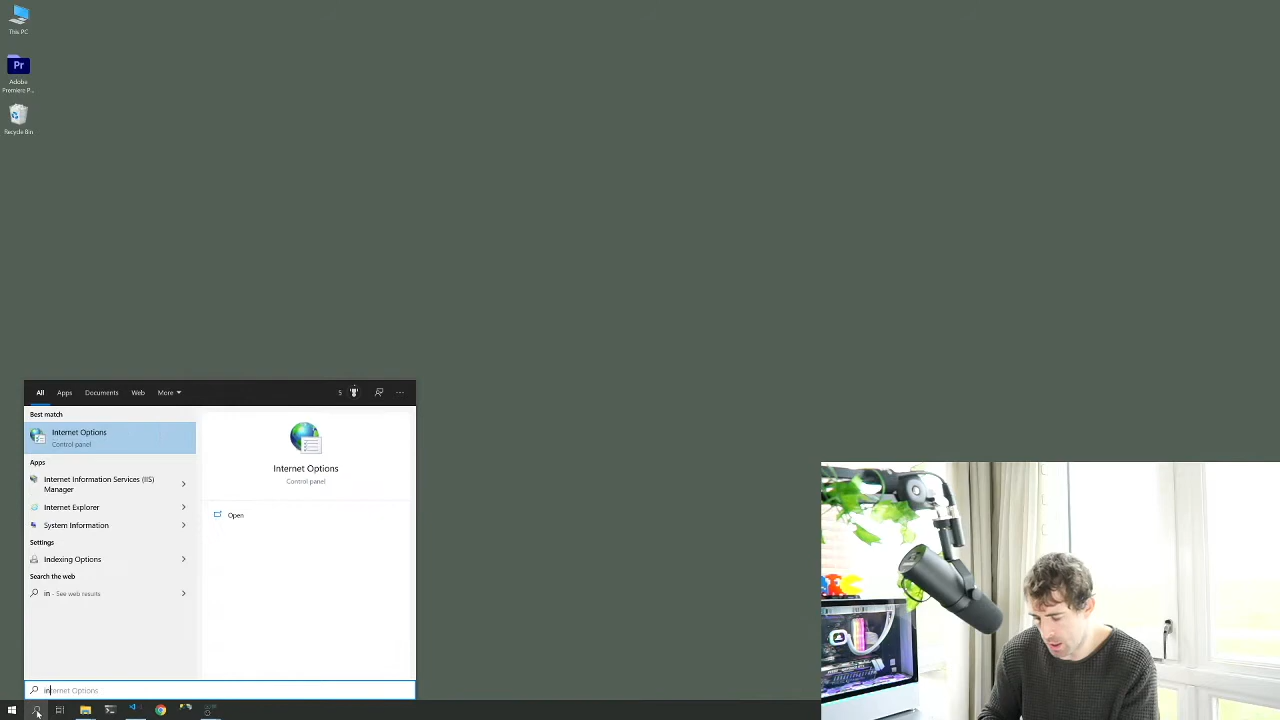 This PC
Pr
Adobe
Premiere P...
Recycle Bin
All Apps Documents Web More 5 ...
Best match
Internet Options
Control panel
Apps
Internet Information Services (IIS)
Manager
Internet Explorer
System Information
Settings
Indexing Options
Search the web
in - See web results
Internet Options
Control panel
Open
internet Options